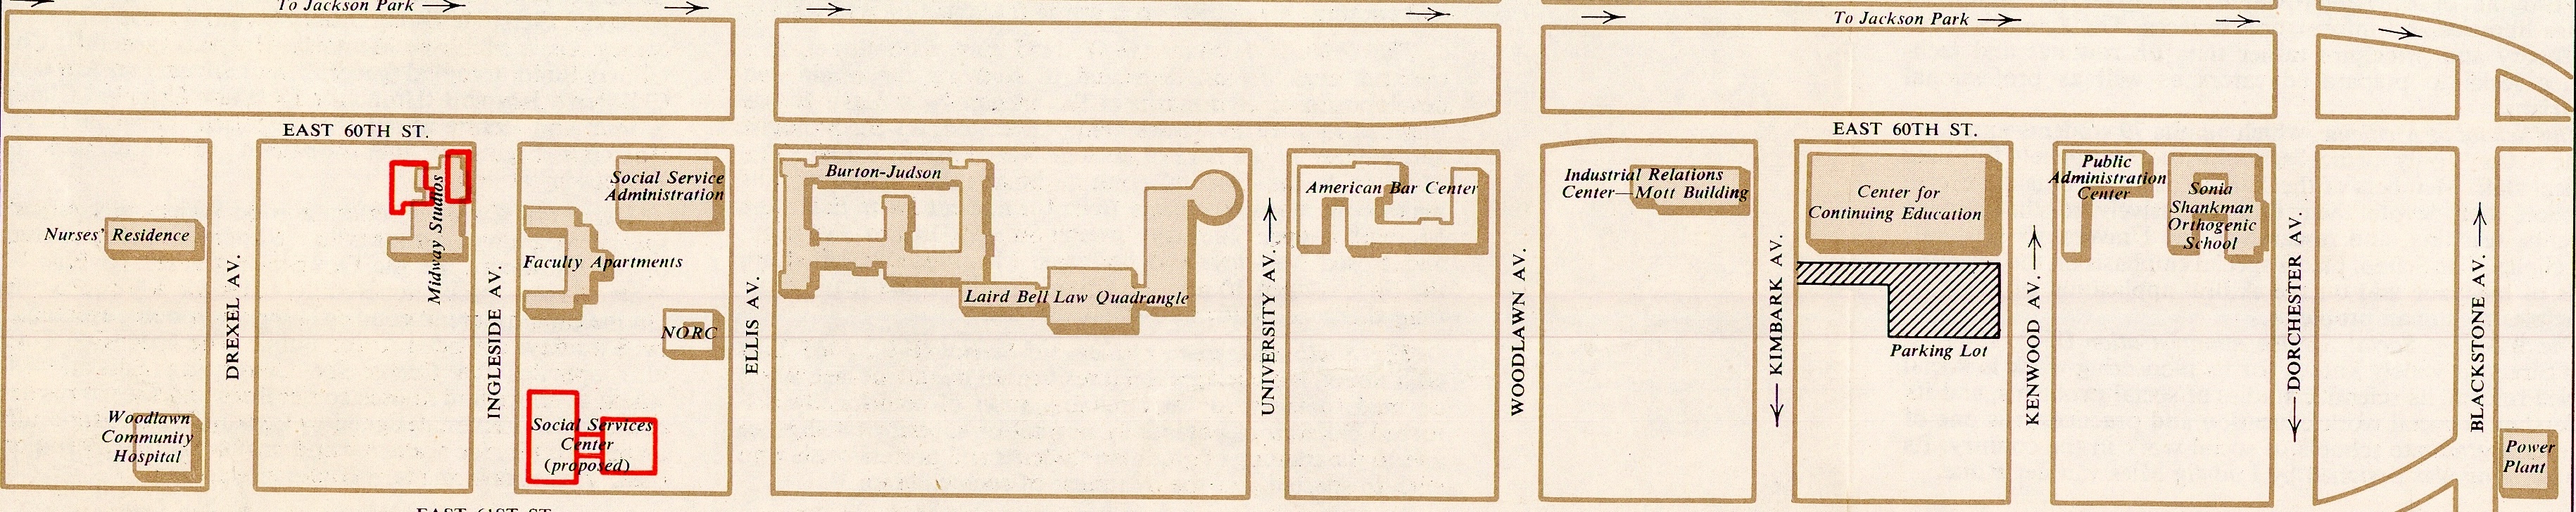 To Jackson Park
To Jackson Park
EAST 60TH ST.
EAST 60TH ST.
Nurses' Residence
Woodlawn
Community
Hospital
DREXEL AV.
Midway Studios
INGLESIDE AV.
Social Service
Administration
Faculty Apartments
NORC
Social Services
Center
(proposed)
ELLIS AV.
Burton-Judson
Laird Bell Law Quadrangle
UNIVERSITY AV.
American Bar Center
WOODLAWN AV.
Industrial Relations
Center—Mott Building
KIMBARK AV.
Center for
Continuing Education
Parking Lot
KENWOOD AV.
Public
Administration
Center
Sonia
Shankman
Orthogenic
School
DORCHESTER AV.
BLACKSTONE AV.
Power
Plant
EAST 61ST ST.